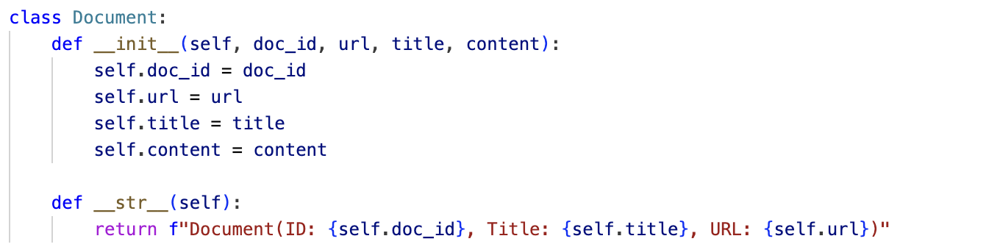 class Document:
    def __init__(self, doc_id, url, title, content):
        self.doc_id = doc_id
        self.url = url
        self.title = title
        self.content = content

    def __str__(self):
        return f"Document(ID: {self.doc_id}, Title: {self.title}, URL: {self.url})"